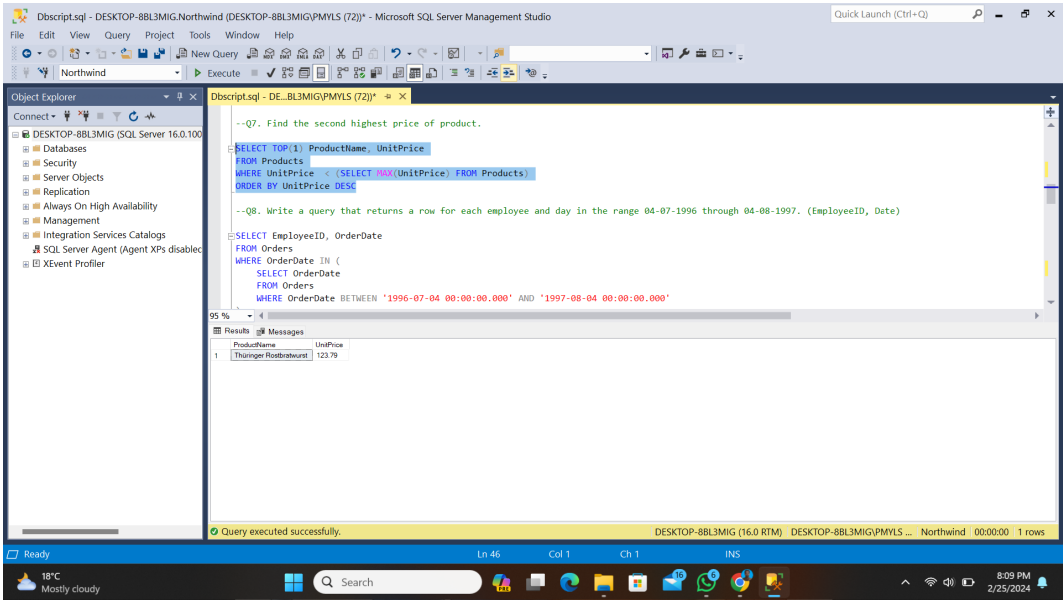 Dbscript.sql - DESKTOP-8BL3MIG.Northwind (DESKTOP-8BL3MIG\PMYLS (72))* - Microsoft SQL Server Management Studio
Quick Launch (Ctrl+Q)
File Edit View Query Project Tools Window Help
New Query
Northwind
Execute
Object Explorer
Dbscript.sql - DE...BL3MIG\PMYLS (72))*
Connect
DESKTOP-8BL3MIG (SQL Server 16.0.100
Databases
Security
Server Objects
Replication
Always On High Availability
Management
Integration Services Catalogs
SQL Server Agent (Agent XPs disabled
XEvent Profiler
--Q7. Find the second highest price of product.
SELECT TOP(1) ProductName, UnitPrice
FROM Products
WHERE UnitPrice < (SELECT MAX(UnitPrice) FROM Products)
ORDER BY UnitPrice DESC
--Q8. Write a query that returns a row for each employee and day in the range 04-07-1996 through 04-08-1997. (EmployeeID, Date)
SELECT EmployeeID, OrderDate
FROM Orders
WHERE OrderDate IN (
SELECT OrderDate
FROM Orders
WHERE OrderDate BETWEEN '1996-07-04 00:00:00.000' AND '1997-08-04 00:00:00.000'
95 %
Results Messages
ProductName UnitPrice
1 Thüringer Rostbratwurst 123.79
Query executed successfully.
DESKTOP-8BL3MIG (16.0 RTM) DESKTOP-8BL3MIG\PMYLS ... Northwind 00:00:00 1 rows
Ready
Ln 46 Col 1 Ch 1 INS
18°C
Mostly cloudy
Search
PRE
16
6
8:09 PM
2/25/2024